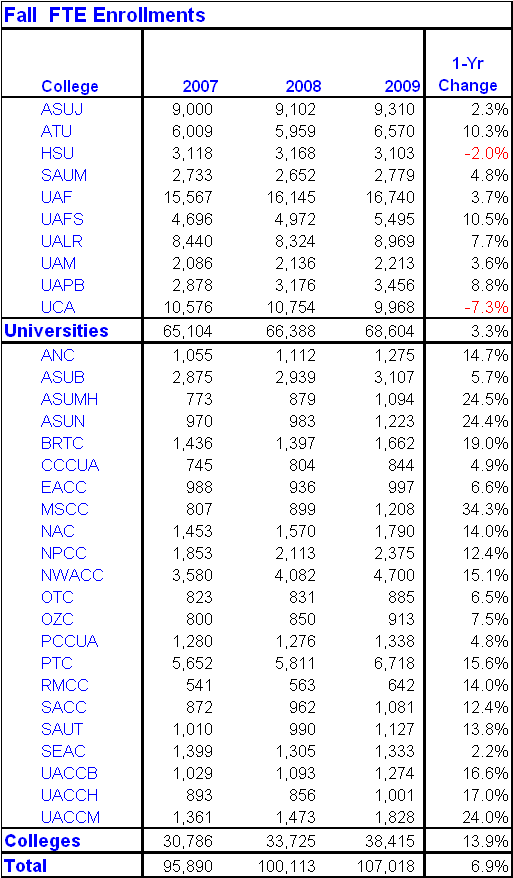 Fall FTE Enrollments
1-Yr
College 2007 2008 2009 Change
ASUJ 9,000 9,102 9,310 2.3%
ATU 6,009 5,959 6,570 10.3%
HSU 3,118 3,168 3,103 -2.0%
SAUM 2,733 2,652 2,779 4.8%
UAF 15,567 16,145 16,740 3.7%
UAFS 4,696 4,972 5,495 10.5%
UALR 8,440 8,324 8,969 7.7%
UAM 2,086 2,136 2,213 3.6%
UAPB 2,878 3,176 3,456 8.8%
UCA 10,576 10,754 9,968 -7.3%
Universities 65,104 66,388 68,604 3.3%
ANC 1,055 1,112 1,275 14.7%
ASUB 2,875 2,939 3,107 5.7%
ASUMH 773 879 1,094 24.5%
ASUN 970 983 1,223 24.4%
BRTC 1,436 1,397 1,662 19.0%
CCCUA 745 804 844 4.9%
EACC 988 936 997 6.6%
MSCC 807 899 1,208 34.3%
NAC 1,453 1,570 1,790 14.0%
NPCC 1,853 2,113 2,375 12.4%
NWACC 3,580 4,082 4,700 15.1%
OTC 823 831 885 6.5%
OZC 800 850 913 7.5%
PCCUA 1,280 1,276 1,338 4.8%
PTC 5,652 5,811 6,718 15.6%
RMCC 541 563 642 14.0%
SACC 872 962 1,081 12.4%
SAUT 1,010 990 1,127 13.8%
SEAC 1,399 1,305 1,333 2.2%
UACCB 1,029 1,093 1,274 16.6%
UACCH 893 856 1,001 17.0%
UACCM 1,361 1,473 1,828 24.0%
Colleges 30,786 33,725 38,415 13.9%
Total 95,890 100,113 107,018 6.9%